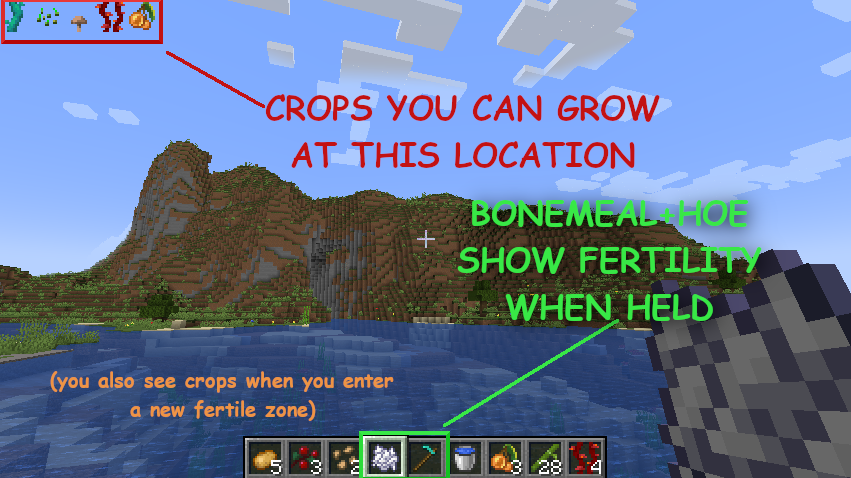 CROPS YOU CAN GROW
AT THIS LOCATION
BONEMEAL+HOE
SHOW FERTILITY
WHEN HELD
(you also see crops when you enter
a new fertile zone)
5 3 2 3 28 4